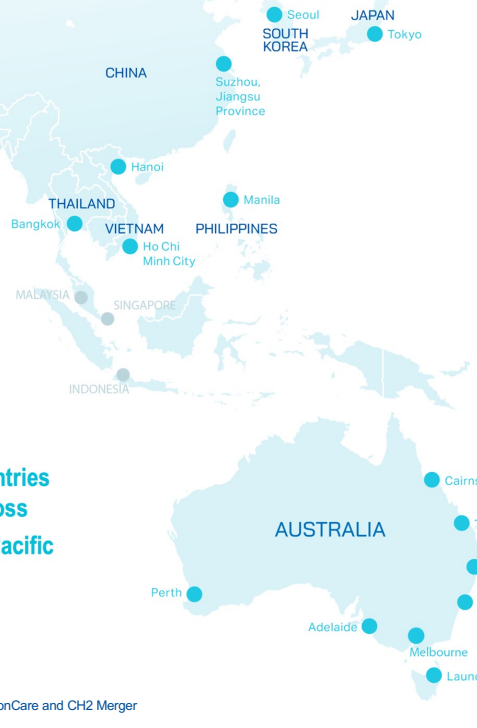 Seoul
JAPAN
SOUTH
KOREA
Tokyo
CHINA
Suzhou,
Jiangsu
Province
Hanoi
THAILAND
Manila
Bangkok
VIETNAM
PHILIPPINES
Ho Chi
Minh City
MALAYSIA
SINGAPORE
INDONESIA
ntries
oss
acific
Cairns
AUSTRALIA
Perth
Adelaide
Melbourne
Laun
onCare and CH2 Merger